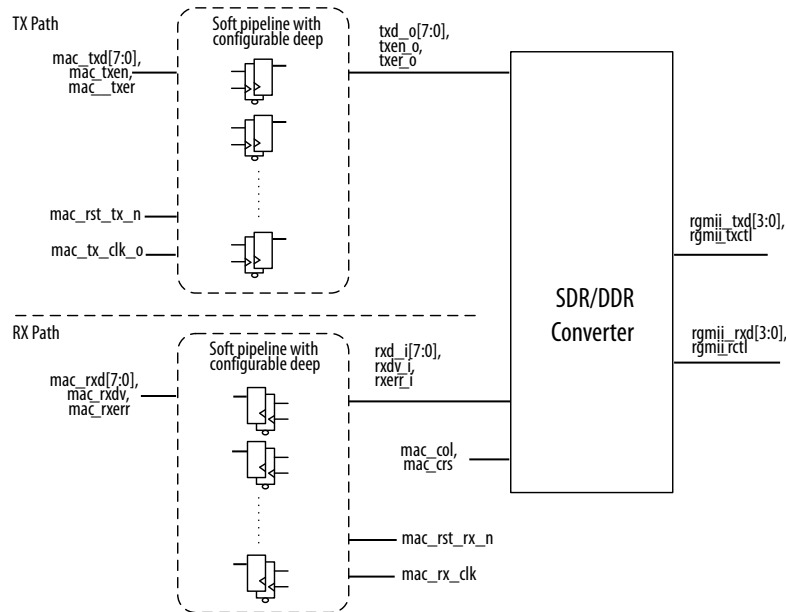 TX Path
Soft pipeline with
configurable deep
mac_txd[7:0],
mac_txen,
mac__txer
txd_o[7:0],
txen_o,
txer_o
mac_rst_tx_n
mac_tx_clk_o
rgmii_txd[3:0],
rgmii_txctl
SDR/DDR
Converter
RX Path
Soft pipeline with
configurable deep
mac_rxd[7:0],
mac_rxdv,
mac_rxerr
rxd_i[7:0],
rxdv_i,
rxerr_i
rgmii_rxd[3:0],
rgmii_rctl
mac_col,
mac_crs
mac_rst_rx_n
mac_rx_clk